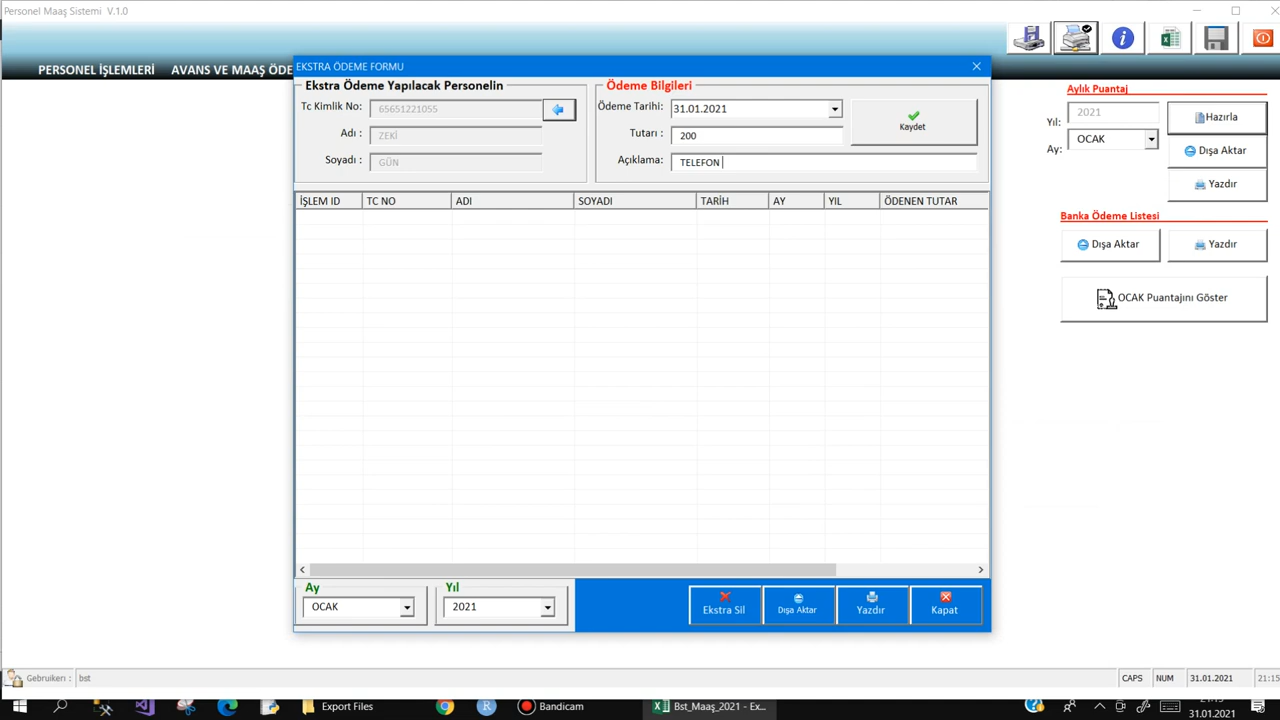 Personel Maaş Sistemi V.1.0
PERSONEL İŞLEMLERİ AVANS VE MAAŞ ÖDE
EKSTRA ÖDEME FORMU
Ekstra Ödeme Yapılacak Personelin
Tc Kimlik No: 65651221055
Adı : ZEKİ
Soyadı : GÜN
Ödeme Bilgileri
Ödeme Tarihi: 31.01.2021
Tutarı : 200
Açıklama: TELEFON
Kaydet
İŞLEM ID TC NO ADI SOYADI TARİH AY YIL ÖDENEN TUTAR
Ay
OCAK
Yıl
2021
Ekstra Sil
Dışa Aktar
Yazdır
Kapat
Aylık Puantaj
Yıl: 2021
Ay: OCAK
Hazırla
Dışa Aktar
Yazdır
Banka Ödeme Listesi
Dışa Aktar
Yazdır
OCAK Puantajını Göster
Gebruikerı : bst
CAPS NUM 31.01.2021 21:15
Export Files
Bandicam
Bst_Maaş_2021 - Ex...
31.01.2021